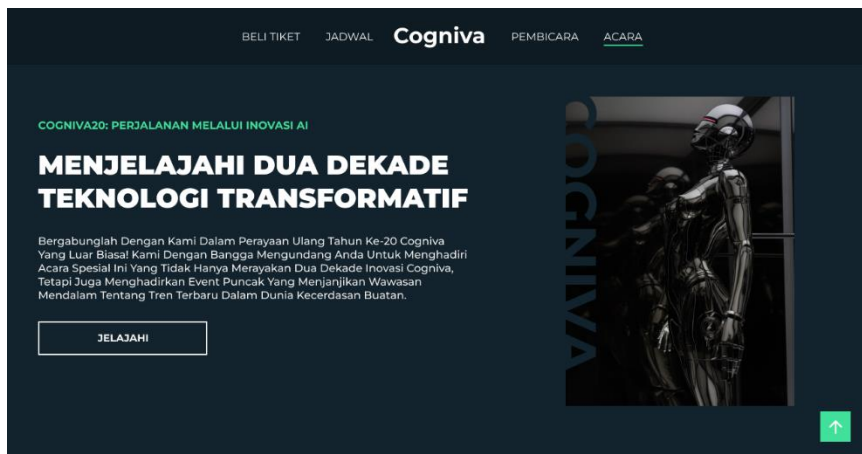 BELI TIKET JADWAL Cogniva PEMBICARA ACARA
COGNIVA20: PERJALANAN MELALUI INOVASI AI
MENJELAJAHI DUA DEKADE
TEKNOLOGI TRANSFORMATIF
Bergabunglah Dengan Kami Dalam Perayaan Ulang Tahun Ke-20 Cogniva
Yang Luar Biasa! Kami Dengan Bangga Mengundang Anda Untuk Menghadiri
Acara Spesial Ini Yang Tidak Hanya Merayakan Dua Dekade Inovasi Cogniva,
Tetapi Juga Menghadirkan Event Puncak Yang Menjanjikan Wawasan
Mendalam Tentang Tren Terbaru Dalam Dunia Kecerdasan Buatan.
JELAJAHI
COGNIVA